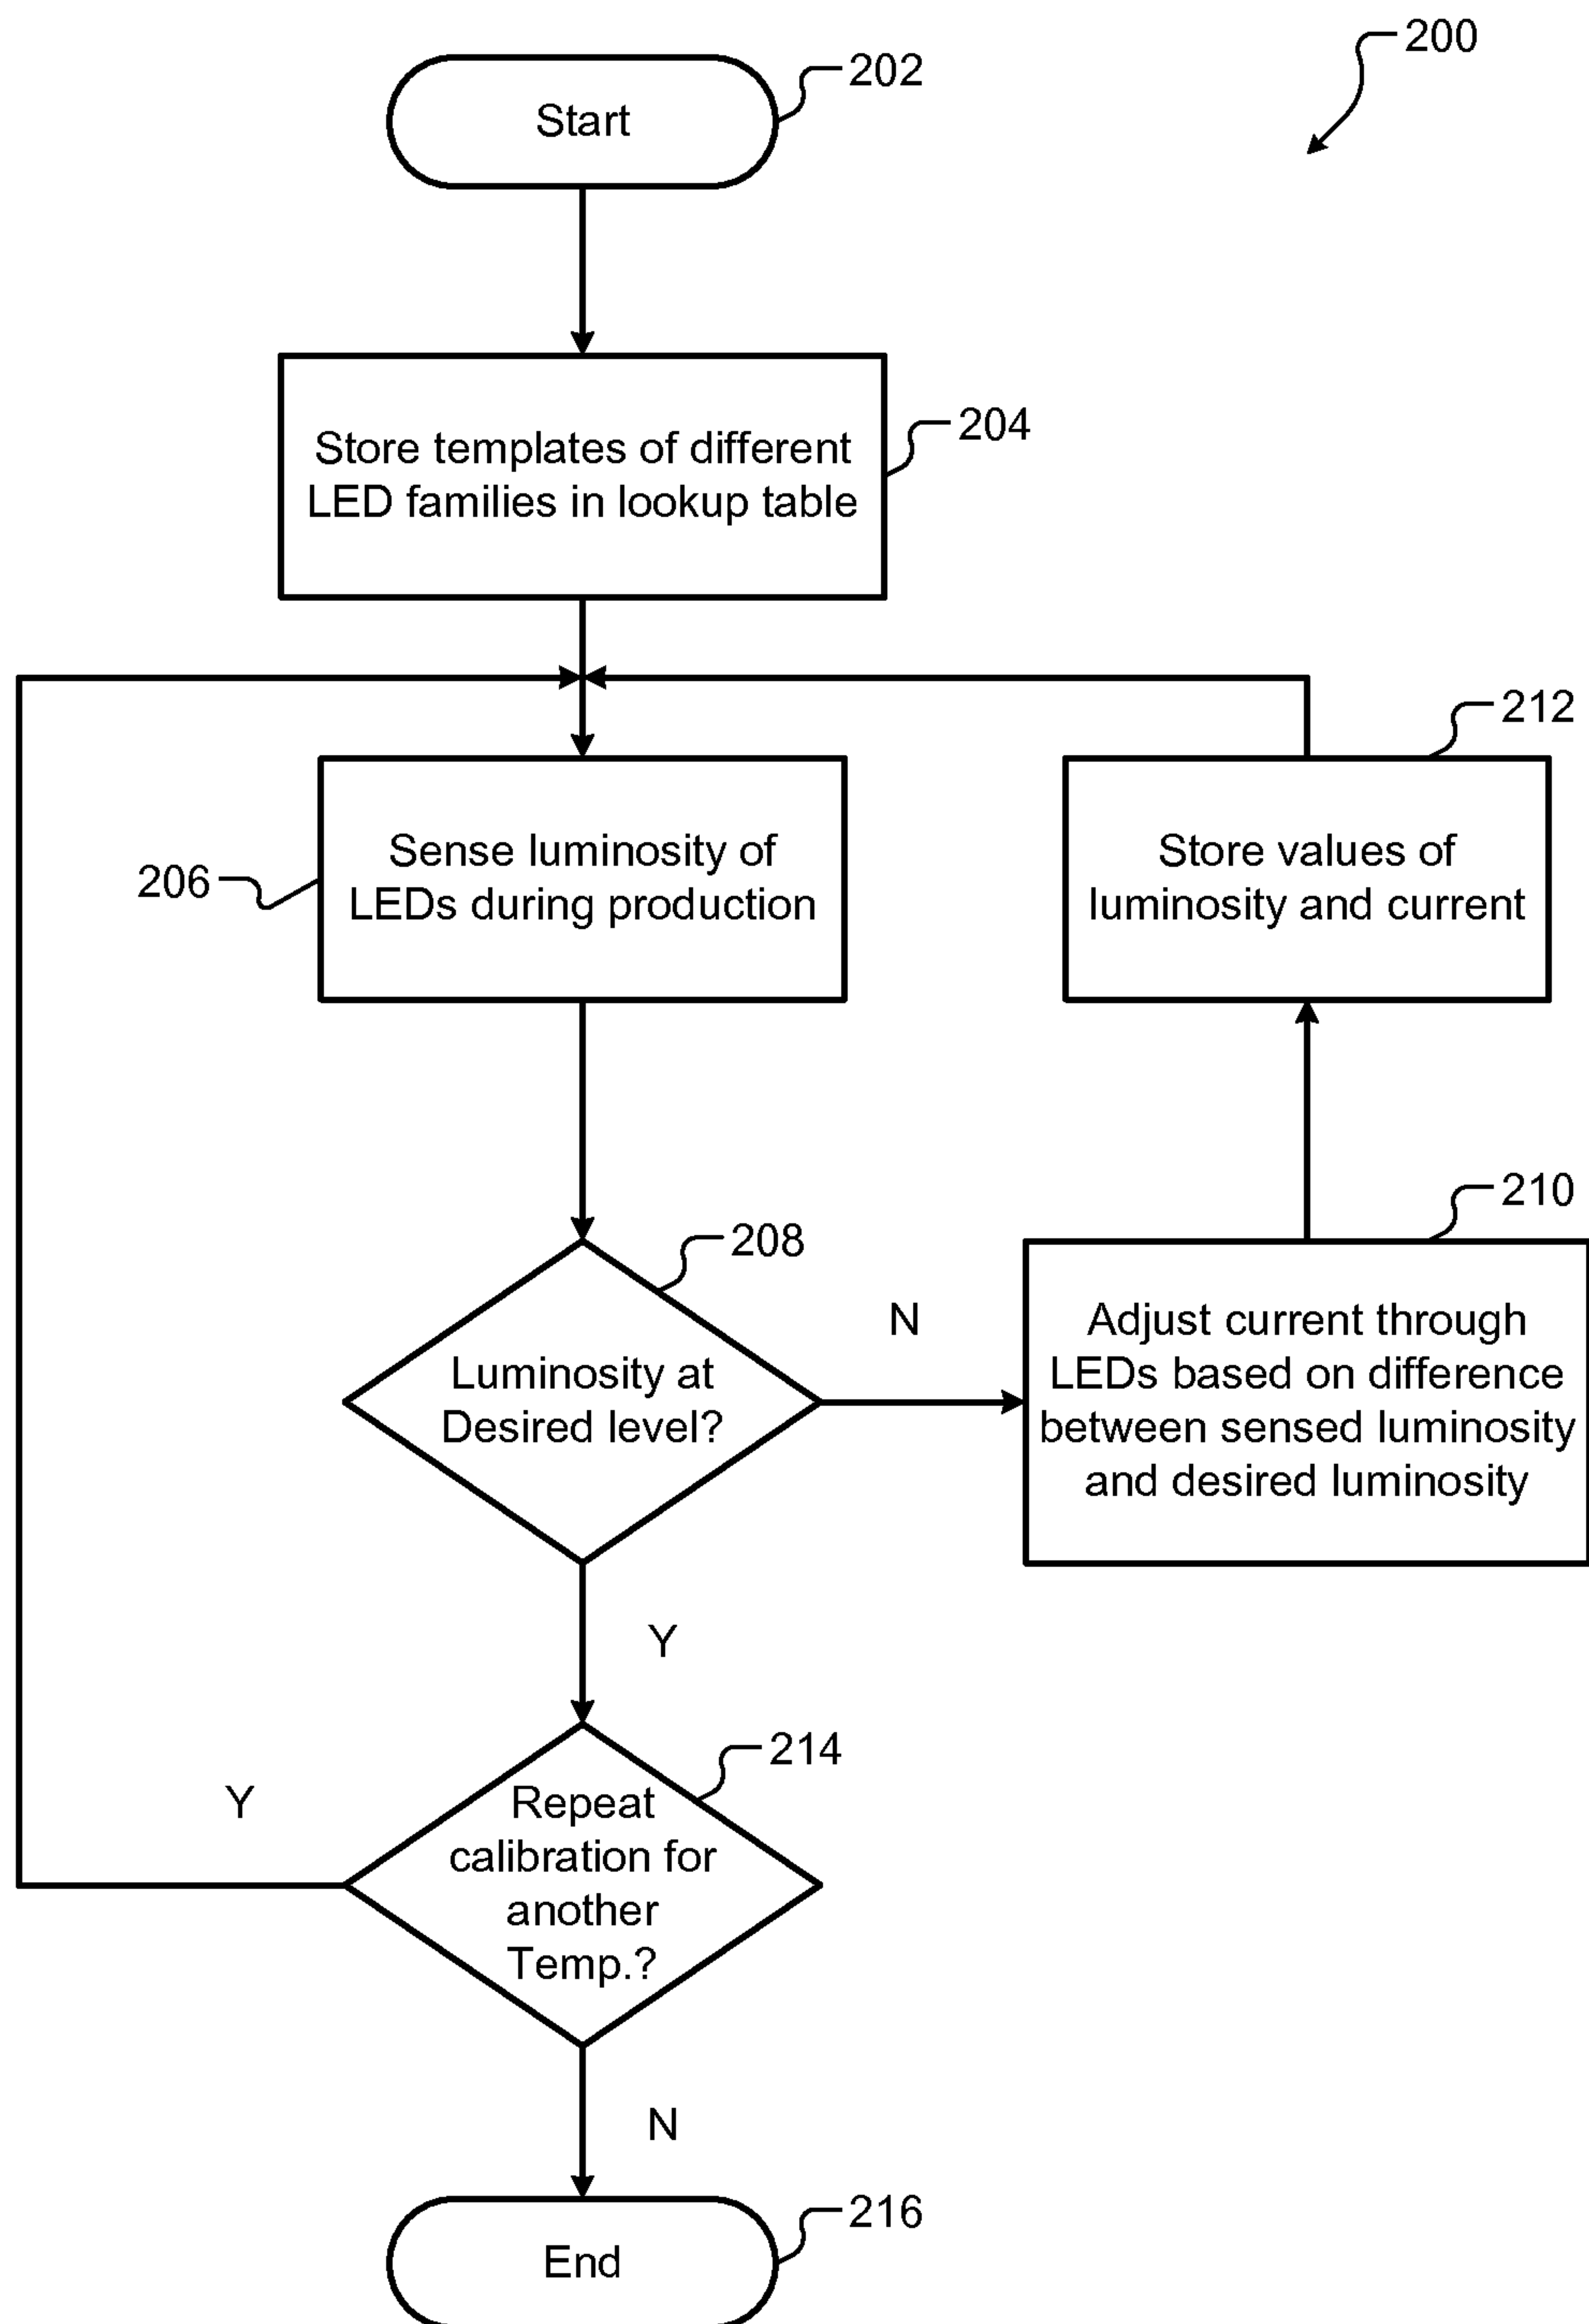 200
202
Start
204
Store templates of different
LED families in lookup table
212
206
Sense luminosity of
LEDs during production
Store values of
luminosity and current
210
208
N
Luminosity at
Desired level?
Adjust current through
LEDs based on difference
between sensed luminosity
and desired luminosity
Y
214
Y
Repeat
calibration for
another
Temp.?
N
216
End